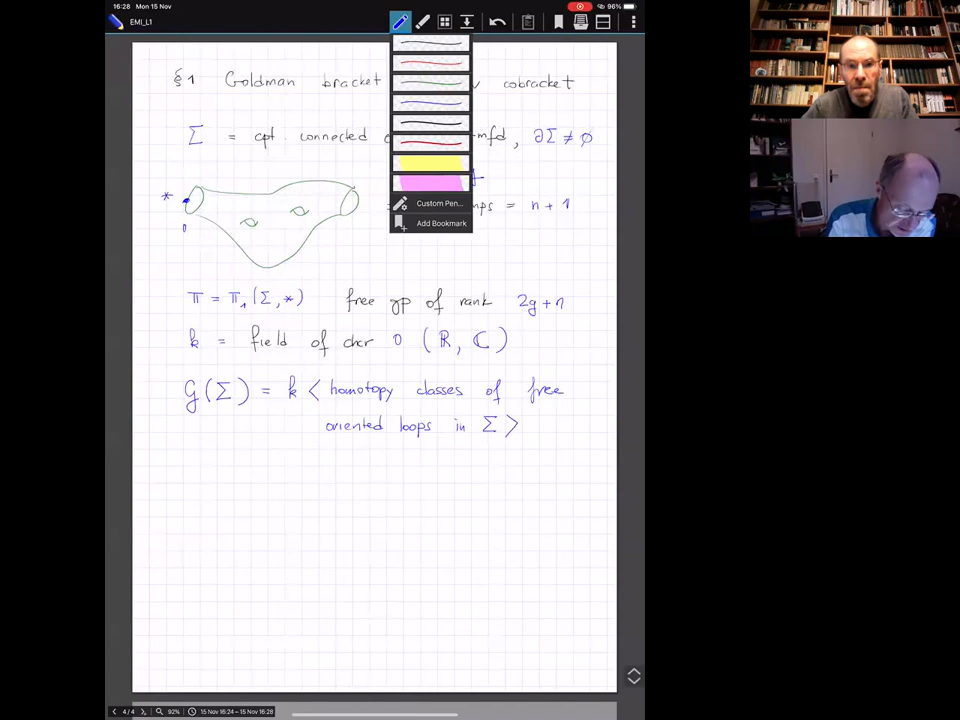 16:28 Mon 15 Nov
96%
EMI_L1
§1 Goldman bracket cobracket
Σ = cpt connected mfd, ∂Σ ≠ ∅
*
= mps = n + 1
Custom Pen...
Add Bookmark
π = π₁(Σ, *) free gp of rank 2g+n
k = field of char 0 (ℝ, ℂ)
G(Σ) = k < homotopy classes of free
oriented loops in Σ >
4/4 92% 15 Nov 16:24 – 15 Nov 16:28